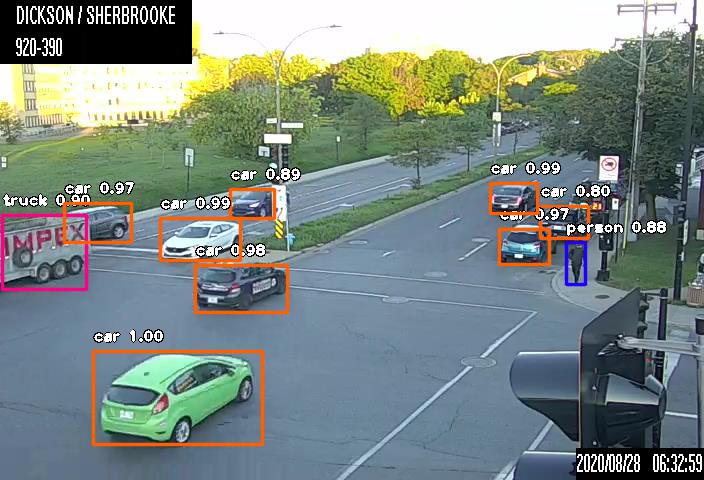 DICKSON / SHERBROOKE
920-390
car 0.89
car 0.99
car 0.97
truck 0.90
car 0.80
car 0.99
car 0.97
person 0.88
IMPEX
car 0.98
car 1.00
2020/08/28 06:32:59